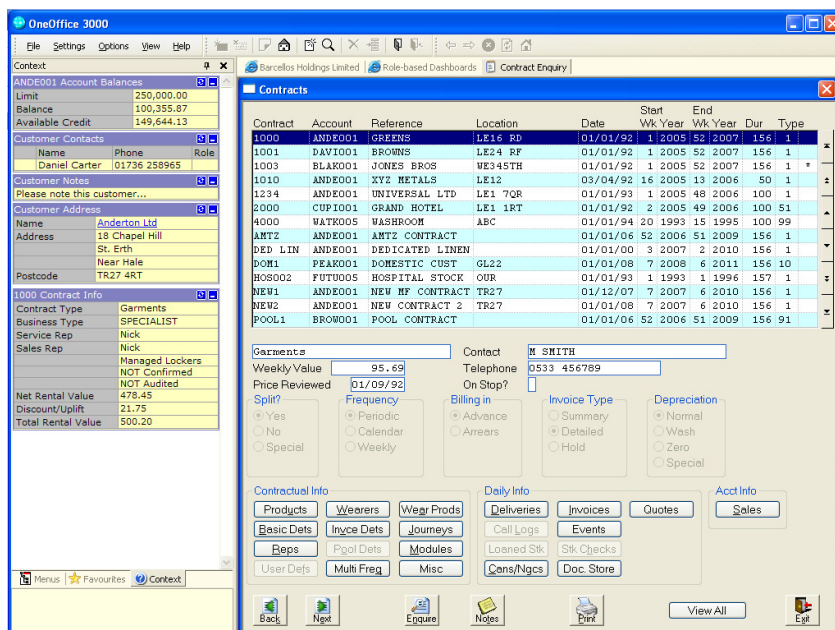 OneOffice 3000
File Settings Options View Help
Context
Barcellos Holdings Limited Role-based Dashboards Contract Enquiry
ANDE001 Account Balances
Limit 250,000.00
Balance 100,355.87
Available Credit 149,644.13
Customer Contacts
Name Phone Role
Daniel Carter 01736 258965
Customer Notes
Please note this customer...
Customer Address
Name Anderton Ltd
Address 18 Chapel Hill
St. Erth
Near Hale
Postcode TR27 4RT
1000 Contract Info
Contract Type Garments
Business Type SPECIALIST
Service Rep Nick
Sales Rep Nick
Managed Lockers
NOT Confirmed
NOT Audited
Net Rental Value 478.45
Discount/Uplift 21.75
Total Rental Value 500.20
Menus Favourites Context
Contracts
Start End
Contract Account Reference Location Date Wk Year Wk Year Dur Type
1000 ANDE001 GREENS LE16 RD 01/01/92 1 2005 52 2007 156 1
1001 DAVI001 BROWNS LE24 RF 01/01/92 1 2005 52 2007 156 1
1003 BLAK001 JONES BROS WE345TH 01/01/92 1 2005 52 2007 156 1 *
1010 ANDE001 XYZ METALS LE12 03/04/92 16 2005 13 2006 50 1
1234 ANDE001 UNIVERSAL LTD LE1 7QR 01/01/93 1 2005 48 2006 100 1
2000 CUPI001 GRAND HOTEL LE1 1RT 01/01/92 2 2005 49 2006 100 51
4000 WATK005 WASHROOM ABC 01/01/94 20 1993 15 1995 100 99
AMTZ ANDE001 AMTZ CONTRACT 01/01/06 52 2006 51 2009 156 1
DED LIN ANDE001 DEDICATED LINEN 01/01/00 3 2007 2 2010 156 1
DOM1 PEAK001 DOMESTIC CUST GL22 01/01/08 7 2008 6 2011 156 10
HOS002 FUTU005 HOSPITAL STOCK OUR 01/01/93 1 1993 1 1996 157 1
NEW1 ANDE001 NEW MF CONTRACT TR27 01/12/07 7 2007 6 2010 156 1
NEW2 ANDE001 NEW CONTRACT 2 TR27 01/01/08 7 2007 6 2010 156 1
POOL1 BROW001 POOL CONTRACT 01/01/06 52 2006 51 2009 156 91
Garments Contact M SMITH
Weekly Value 95.69 Telephone 0533 456789
Price Reviewed 01/09/92 On Stop?
Split? Frequency Billing in Invoice Type Depreciation
Yes Periodic Advance Summary Normal
No Calendar Arrears Detailed Wash
Special Weekly Hold Zero
Special
Contractual Info Daily Info Acct Info
Products Wearers Wear Prods Deliveries Invoices Quotes Sales
Basic Dets Invce Dets Journeys Call Logs Events
Reps Pool Dets Modules Loaned Stk Stk Checks
User Defs Multi Freq Misc Cans/Ngcs Doc. Store
Back Next Enquire Notes Print View All Exit